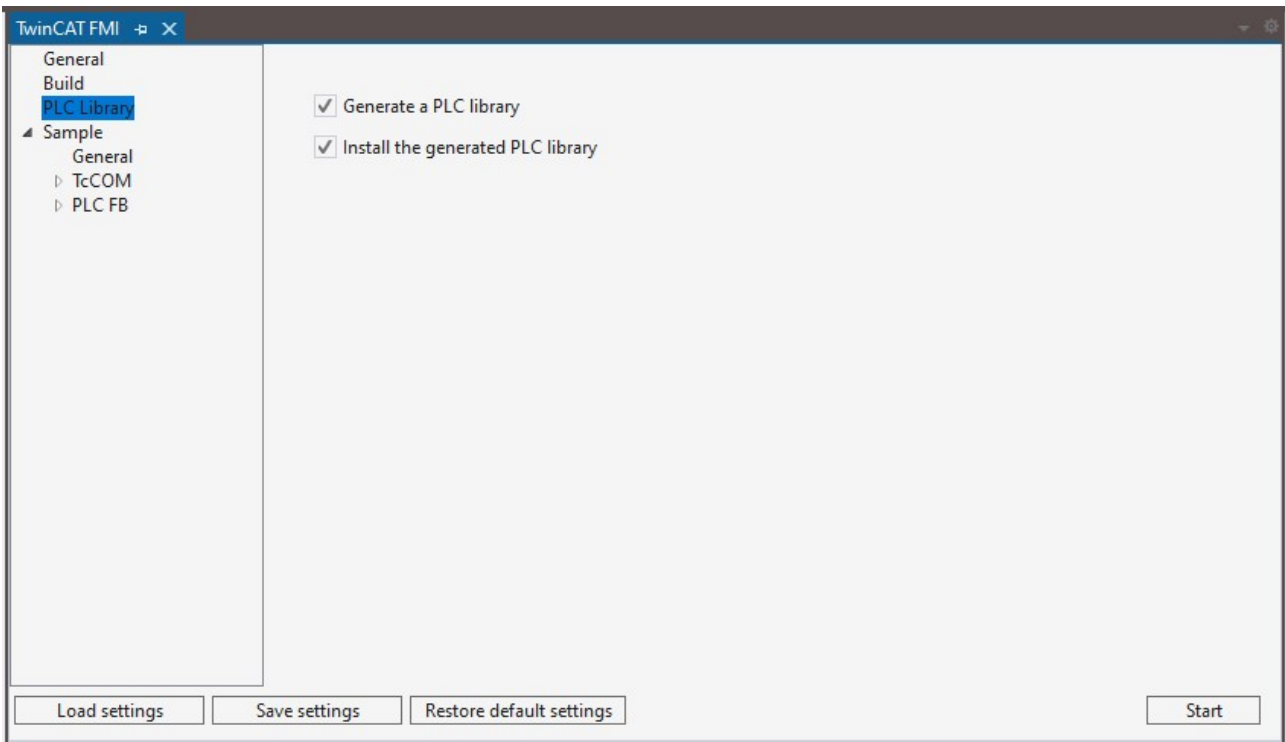 TwinCAT FMI
General
Build
PLC Library
Sample
General
TcCOM
PLC FB
Generate a PLC library
Install the generated PLC library
Load settings
Save settings
Restore default settings
Start